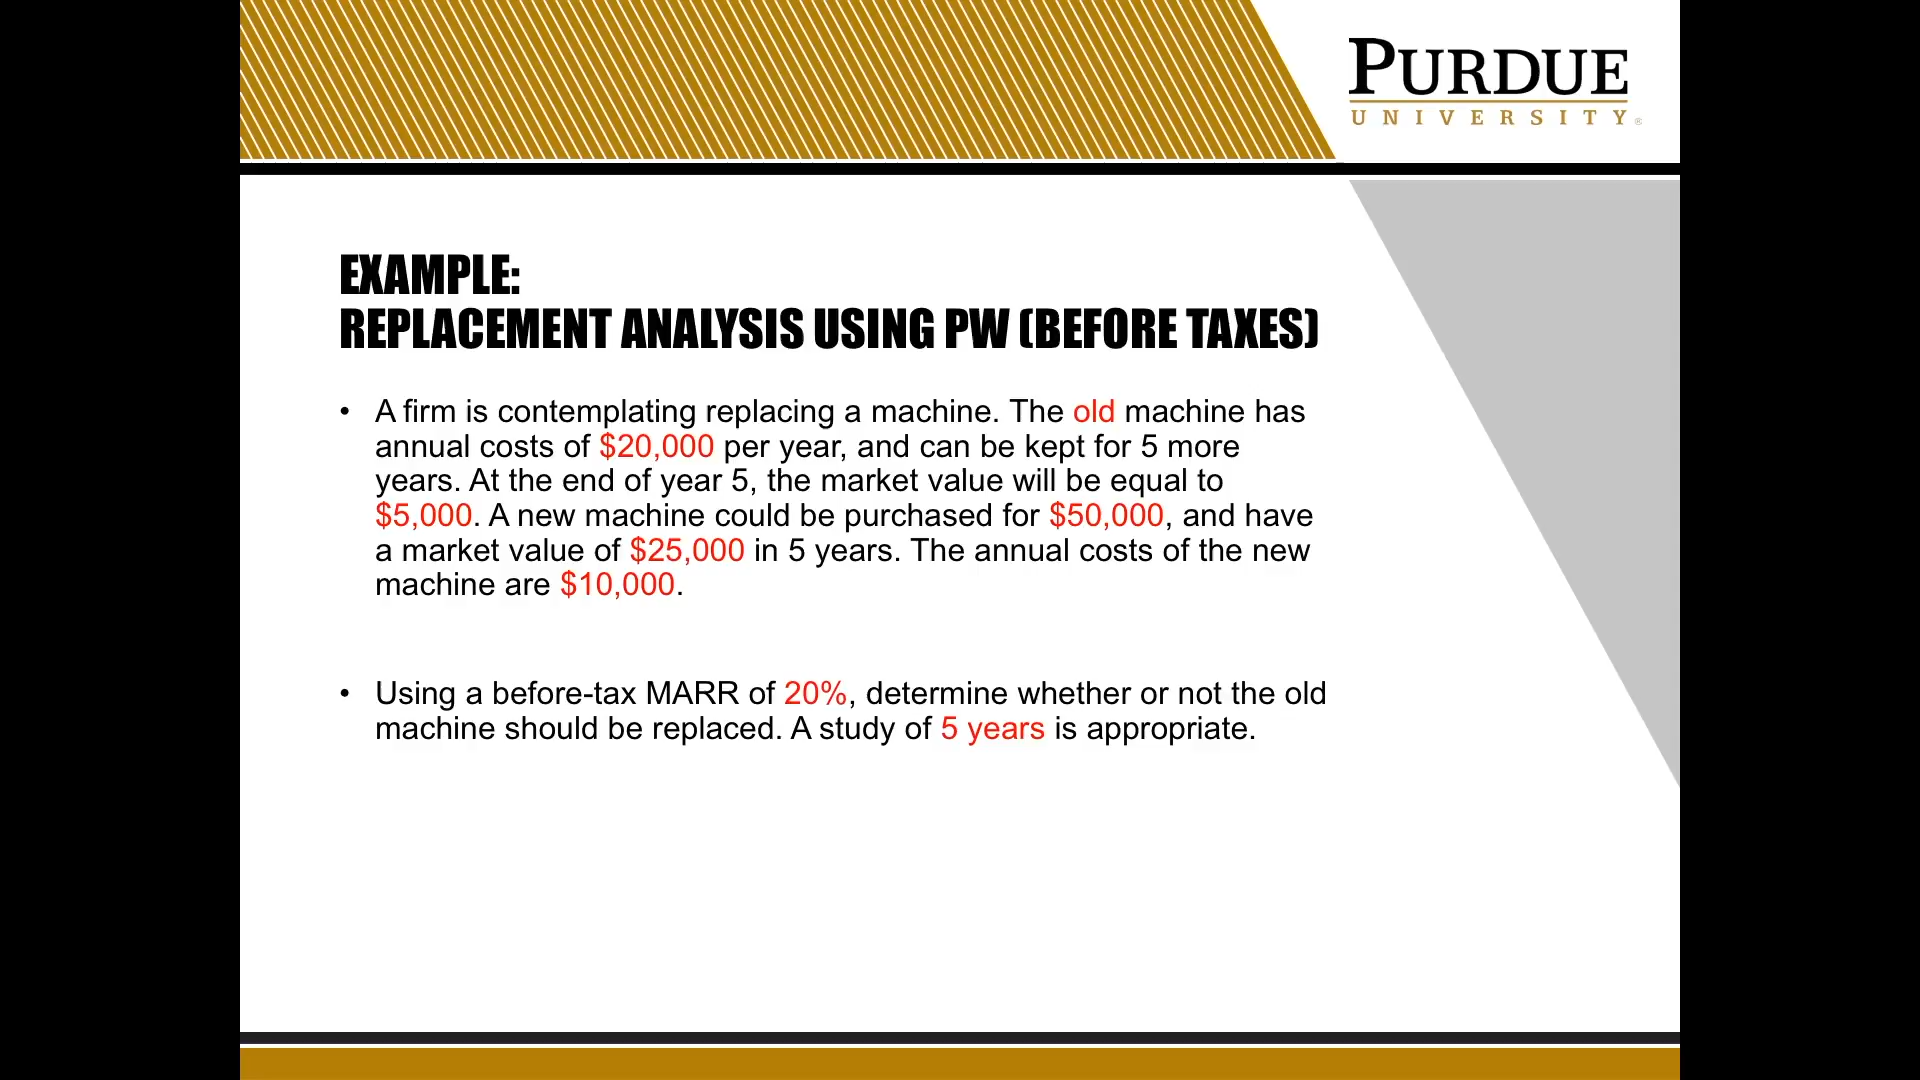 PURDUE
UNIVERSITY®
EXAMPLE:
REPLACEMENT ANALYSIS USING PW (BEFORE TAXES)
• A firm is contemplating replacing a machine. The old machine has
annual costs of $20,000 per year, and can be kept for 5 more
years. At the end of year 5, the market value will be equal to
$5,000. A new machine could be purchased for $50,000, and have
a market value of $25,000 in 5 years. The annual costs of the new
machine are $10,000.
• Using a before-tax MARR of 20%, determine whether or not the old
machine should be replaced. A study of 5 years is appropriate.